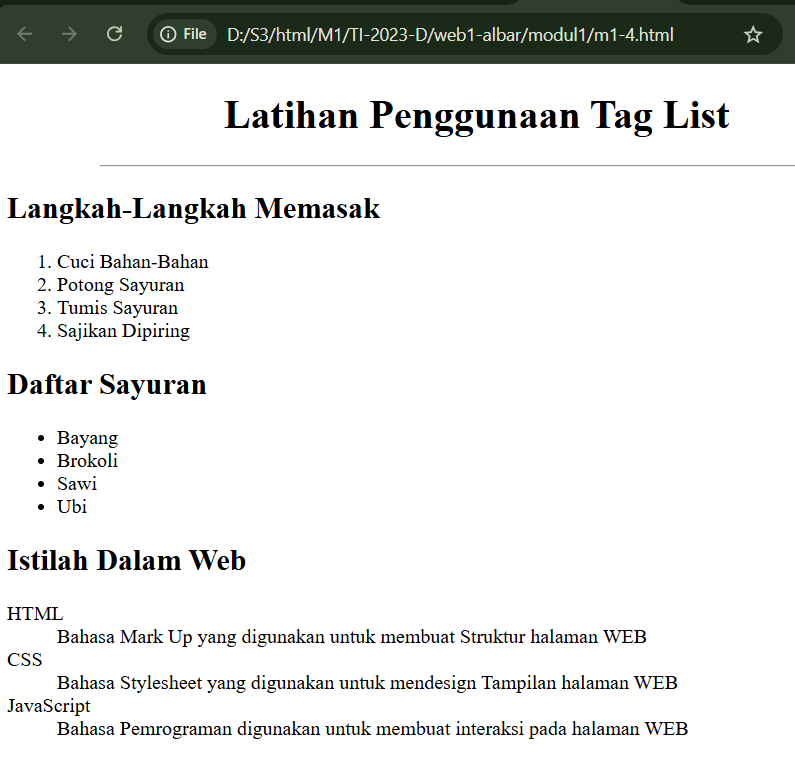 File D:/S3/html/M1/TI-2023-D/web1-albar/modul1/m1-4.html
Latihan Penggunaan Tag List
Langkah-Langkah Memasak
1. Cuci Bahan-Bahan
2. Potong Sayuran
3. Tumis Sayuran
4. Sajikan Dipiring
Daftar Sayuran
• Bayang
• Brokoli
• Sawi
• Ubi
Istilah Dalam Web
HTML
Bahasa Mark Up yang digunakan untuk membuat Struktur halaman WEB
CSS
Bahasa Stylesheet yang digunakan untuk mendesign Tampilan halaman WEB
JavaScript
Bahasa Pemrograman digunakan untuk membuat interaksi pada halaman WEB